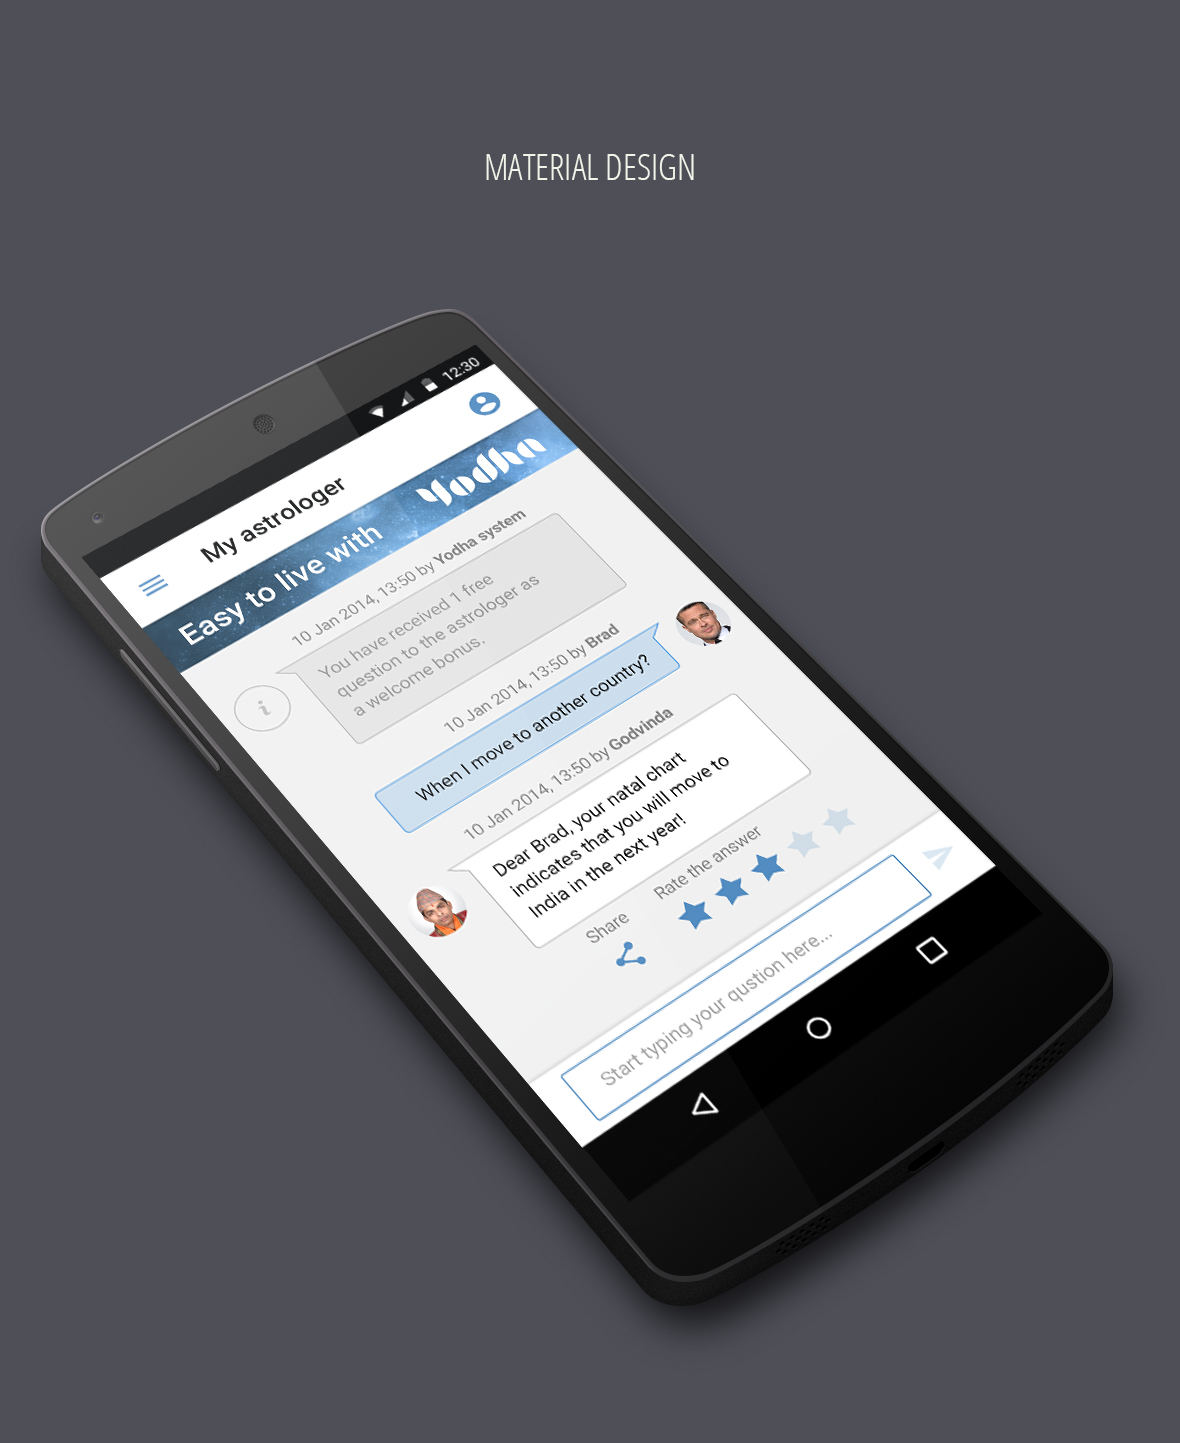 MATERIAL DESIGN
12:30
My astrologer
Easy to live with
Yodha
10 Jan 2014, 13:50 by Yodha system
You have received 1 free
question to the astrologer as
a welcome bonus.
i
10 Jan 2014, 13:50 by Brad
When I move to another country?
10 Jan 2014, 13:50 by Godvinda
Dear Brad, your natal chart
indicates that you will move to
India in the next year!
Share
Rate the answer
Start typing your qustion here...